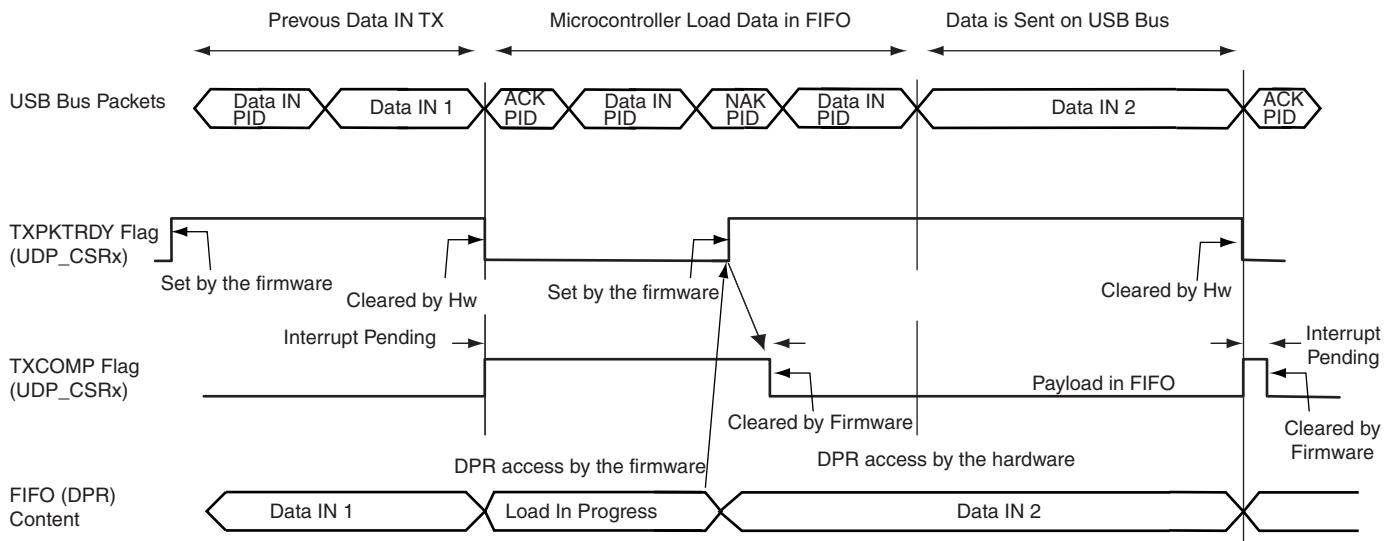 Prevous Data IN TX
Microcontroller Load Data in FIFO
Data is Sent on USB Bus
USB Bus Packets
Data IN
PID
Data IN 1
ACK
PID
Data IN
PID
NAK
PID
Data IN
PID
Data IN 2
ACK
PID
TXPKTRDY Flag
(UDP_CSRx)
Set by the firmware
Cleared by Hw
Set by the firmware
Cleared by Hw
Interrupt Pending
Interrupt
Pending
TXCOMP Flag
(UDP_CSRx)
Payload in FIFO
Cleared by Firmware
Cleared by
Firmware
DPR access by the firmware
DPR access by the hardware
FIFO (DPR)
Content
Data IN 1
Load In Progress
Data IN 2